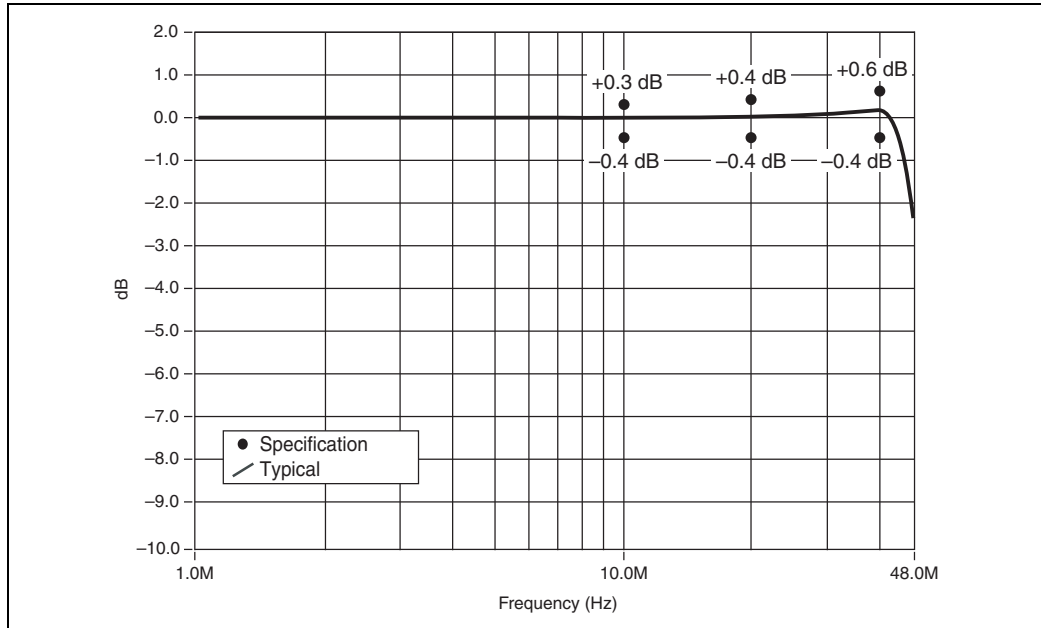 2.0
1.0
+0.3 dB
+0.4 dB
+0.6 dB
0.0
–1.0
–0.4 dB
–0.4 dB
–0.4 dB
–2.0
–3.0
–4.0
dB
–5.0
–6.0
–7.0
–8.0
Specification
Typical
–9.0
–10.0
1.0M
10.0M
48.0M
Frequency (Hz)